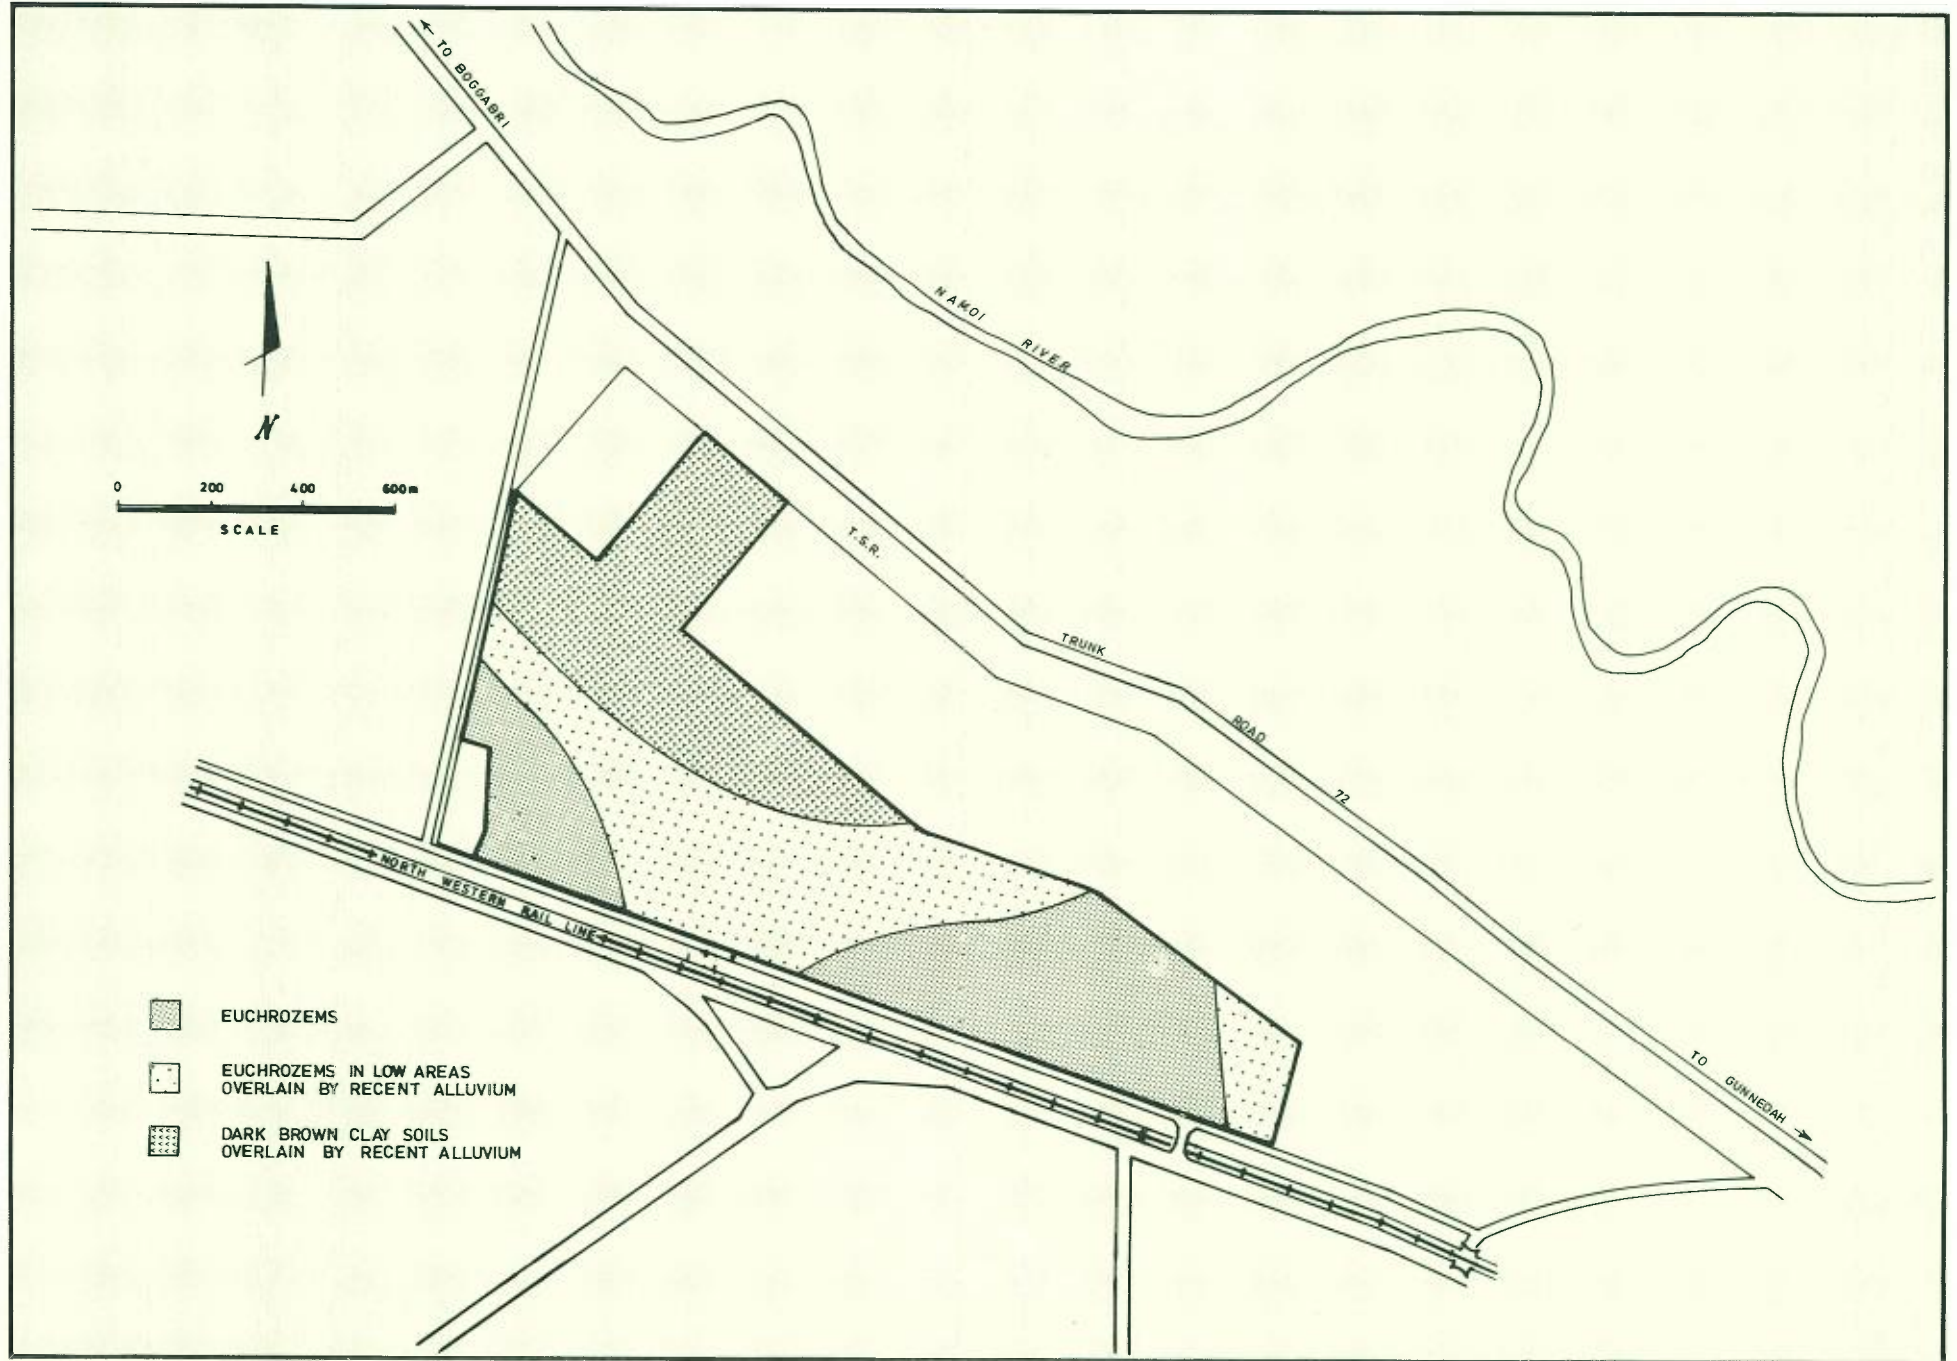 ← TO BOGGABRI
NAMOI RIVER
N
0 200 400 600m
SCALE
T.S.R.
TRUNK ROAD 72
NORTH WESTERN RAIL LINE
EUCHROZEMS
EUCHROZEMS IN LOW AREAS
OVERLAIN BY RECENT ALLUVIUM
DARK BROWN CLAY SOILS
OVERLAIN BY RECENT ALLUVIUM
TO GUNNEDAH →